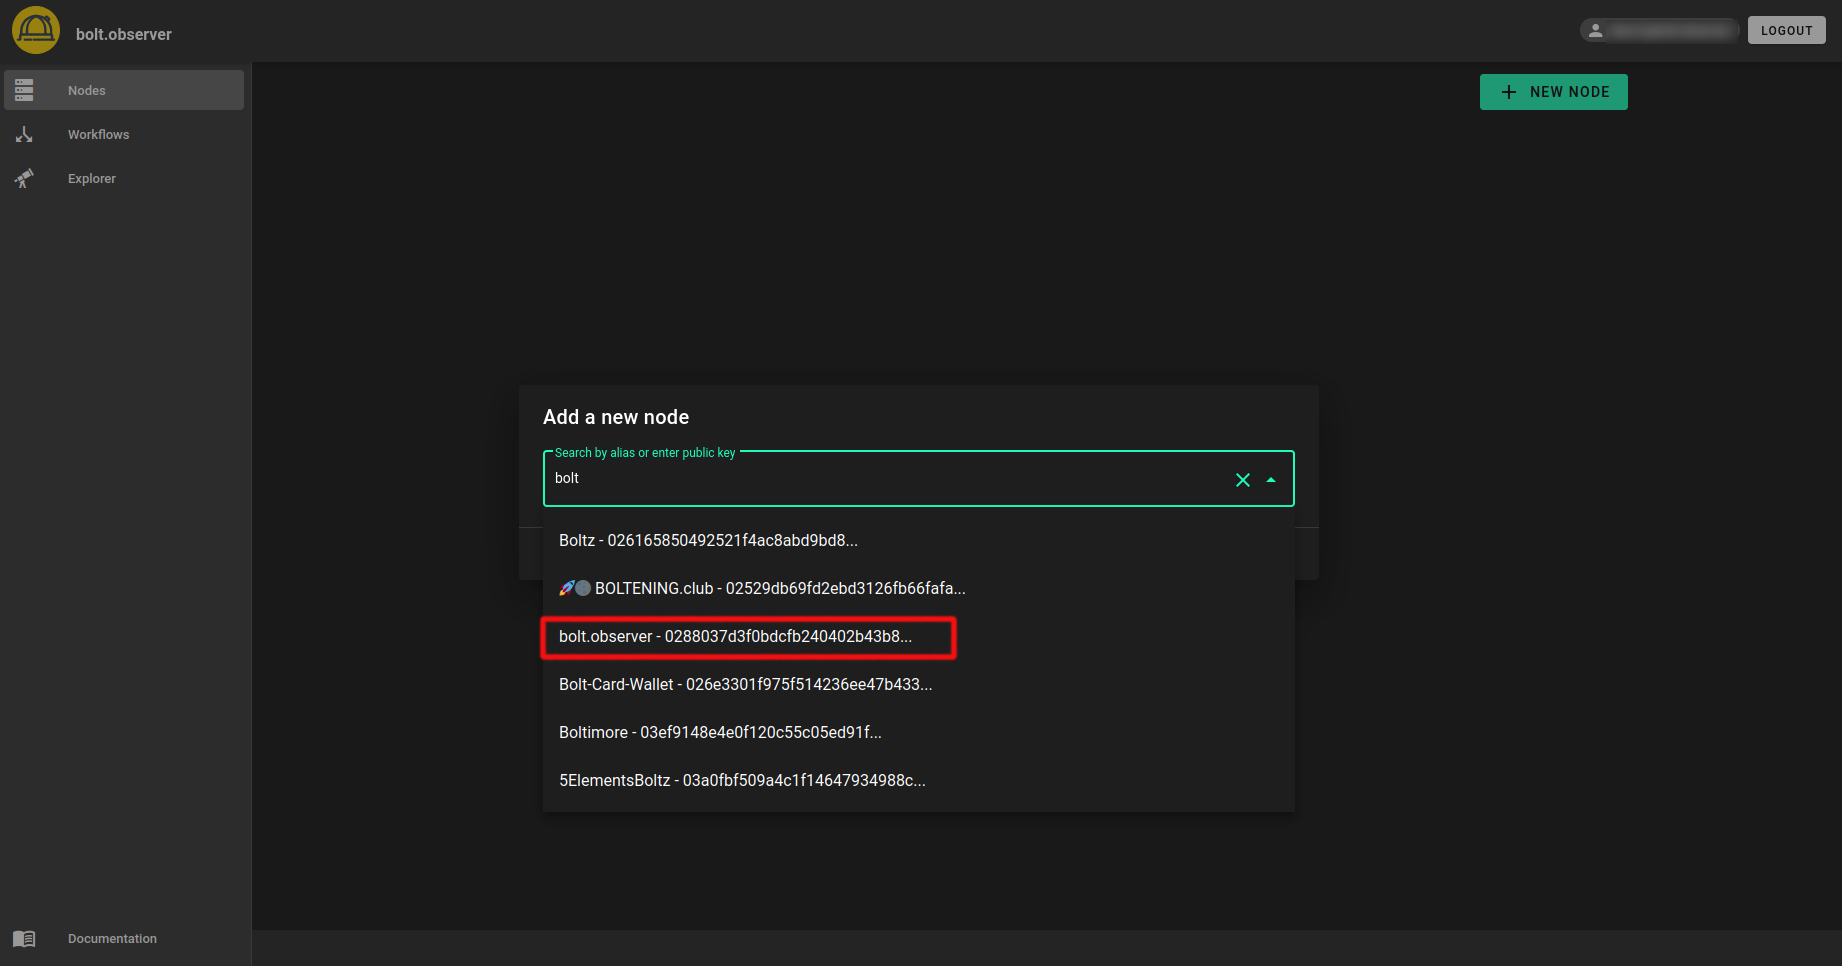 bolt.observer
LOGOUT
Nodes
Workflows
Explorer
NEW NODE
Add a new node
Search by alias or enter public key
bolt
Boltz - 026165850492521f4ac8abd9bd8...
🚀🌑 BOLTENING.club - 02529db69fd2ebd3126fb66fafa...
bolt.observer - 0288037d3f0bdcfb240402b43b8...
Bolt-Card-Wallet - 026e3301f975f514236ee47b433...
Boltimore - 03ef9148e4e0f120c55c05ed91f...
5ElementsBoltz - 03a0fbf509a4c1f14647934988c...
Documentation